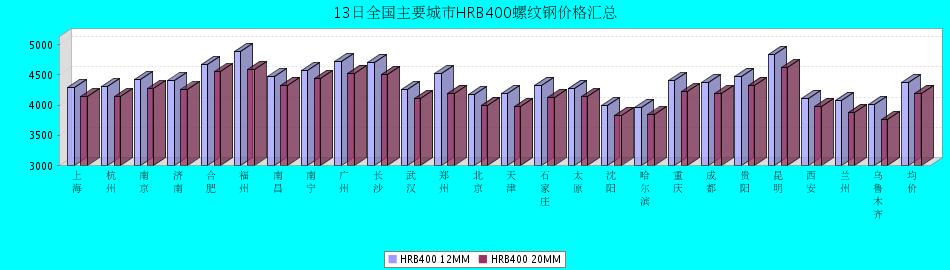 13日全国主要城市HRB400螺纹钢价格汇总
5000
4500
4000
3500
3000
上海
杭州
南京
济南
合肥
福州
南昌
南宁
广州
长沙
武汉
郑州
北京
天津
石家庄
太原
沈阳
哈尔滨
重庆
成都
贵阳
昆明
西安
兰州
乌鲁木齐
均价
HRB400 12MM
HRB400 20MM